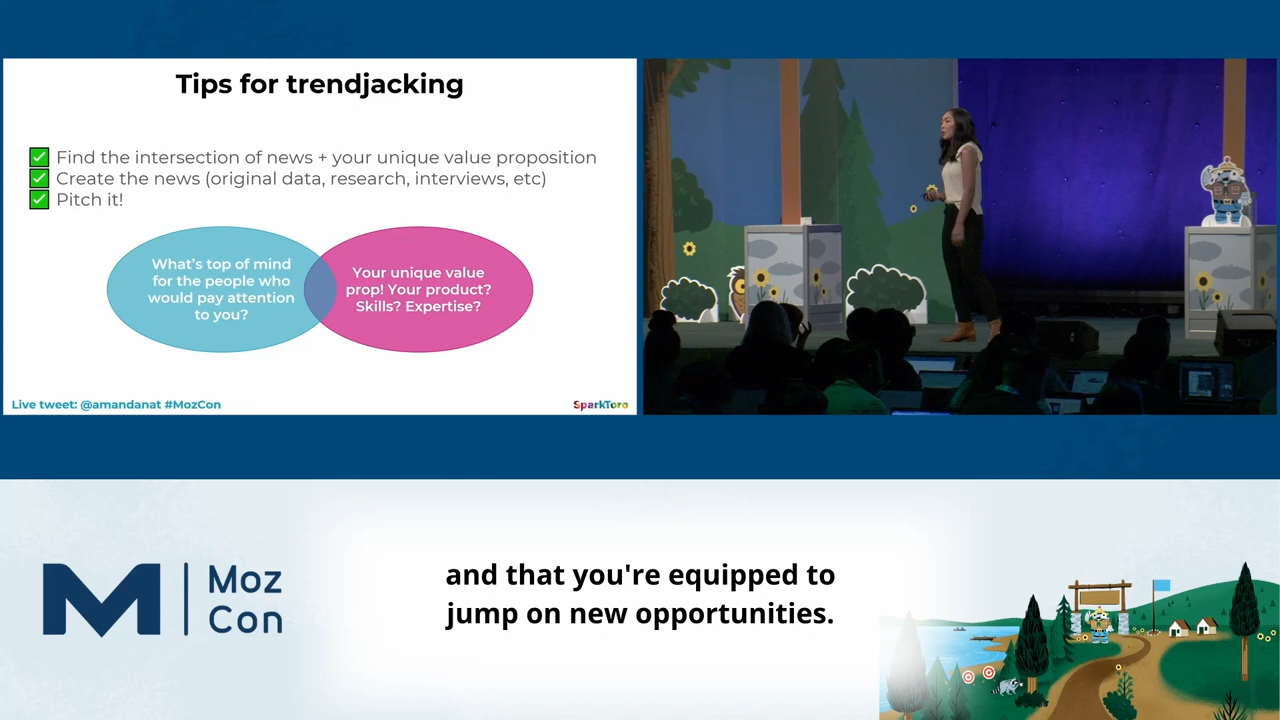 Tips for trendjacking
✅ Find the intersection of news + your unique value proposition
✅ Create the news (original data, research, interviews, etc)
✅ Pitch it!
What's top of mind
for the people who
would pay attention
to you?
Your unique value
prop! Your product?
Skills? Expertise?
Live tweet: @amandanat #MozCon
SparkToro
M | Moz
Con
and that you're equipped to
jump on new opportunities.